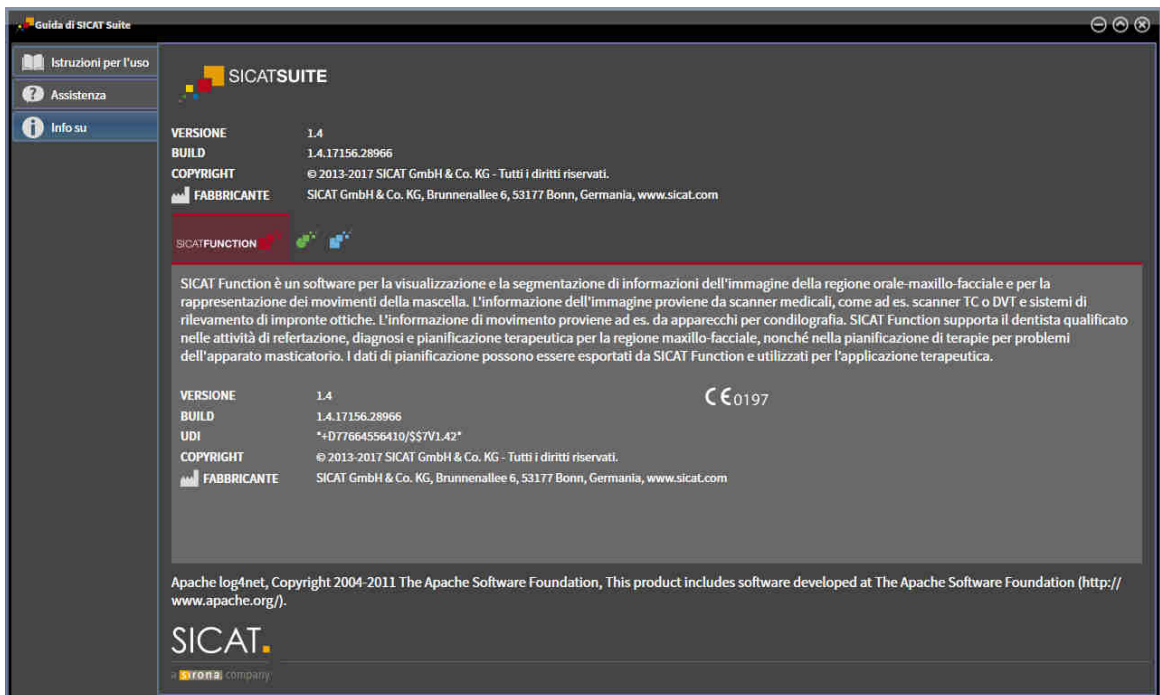 Guida di SICAT Suite
Istruzioni per l'uso
Assistenza
Info su
SICATSUITE
VERSIONE 1.4
BUILD 1.4.17156.28966
COPYRIGHT © 2013-2017 SICAT GmbH & Co. KG - Tutti i diritti riservati.
FABBRICANTE SICAT GmbH & Co. KG, Brunnenallee 6, 53177 Bonn, Germania, www.sicat.com
SICATFUNCTION
SICAT Function è un software per la visualizzazione e la segmentazione di informazioni dell'immagine della regione orale-maxillo-facciale e per la
rappresentazione dei movimenti della mascella. L'informazione dell'immagine proviene da scanner medicali, come ad es. scanner TC o DVT e sistemi di
rilevamento di impronte ottiche. L'informazione di movimento proviene ad es. da apparecchi per condilografia. SICAT Function supporta il dentista qualificato
nelle attività di refertazione, diagnosi e pianificazione terapeutica per la regione maxillo-facciale, nonché nella pianificazione di terapie per problemi
dell'apparato masticatorio. I dati di pianificazione possono essere esportati da SICAT Function e utilizzati per l'applicazione terapeutica.
VERSIONE 1.4
CE0197
BUILD 1.4.17156.28966
UDI *+D77664556410/$$7V1.42*
COPYRIGHT © 2013-2017 SICAT GmbH & Co. KG - Tutti i diritti riservati.
FABBRICANTE SICAT GmbH & Co. KG, Brunnenallee 6, 53177 Bonn, Germania, www.sicat.com
Apache log4net, Copyright 2004-2011 The Apache Software Foundation, This product includes software developed at The Apache Software Foundation (http://
www.apache.org/).
SICAT.
a sirona company